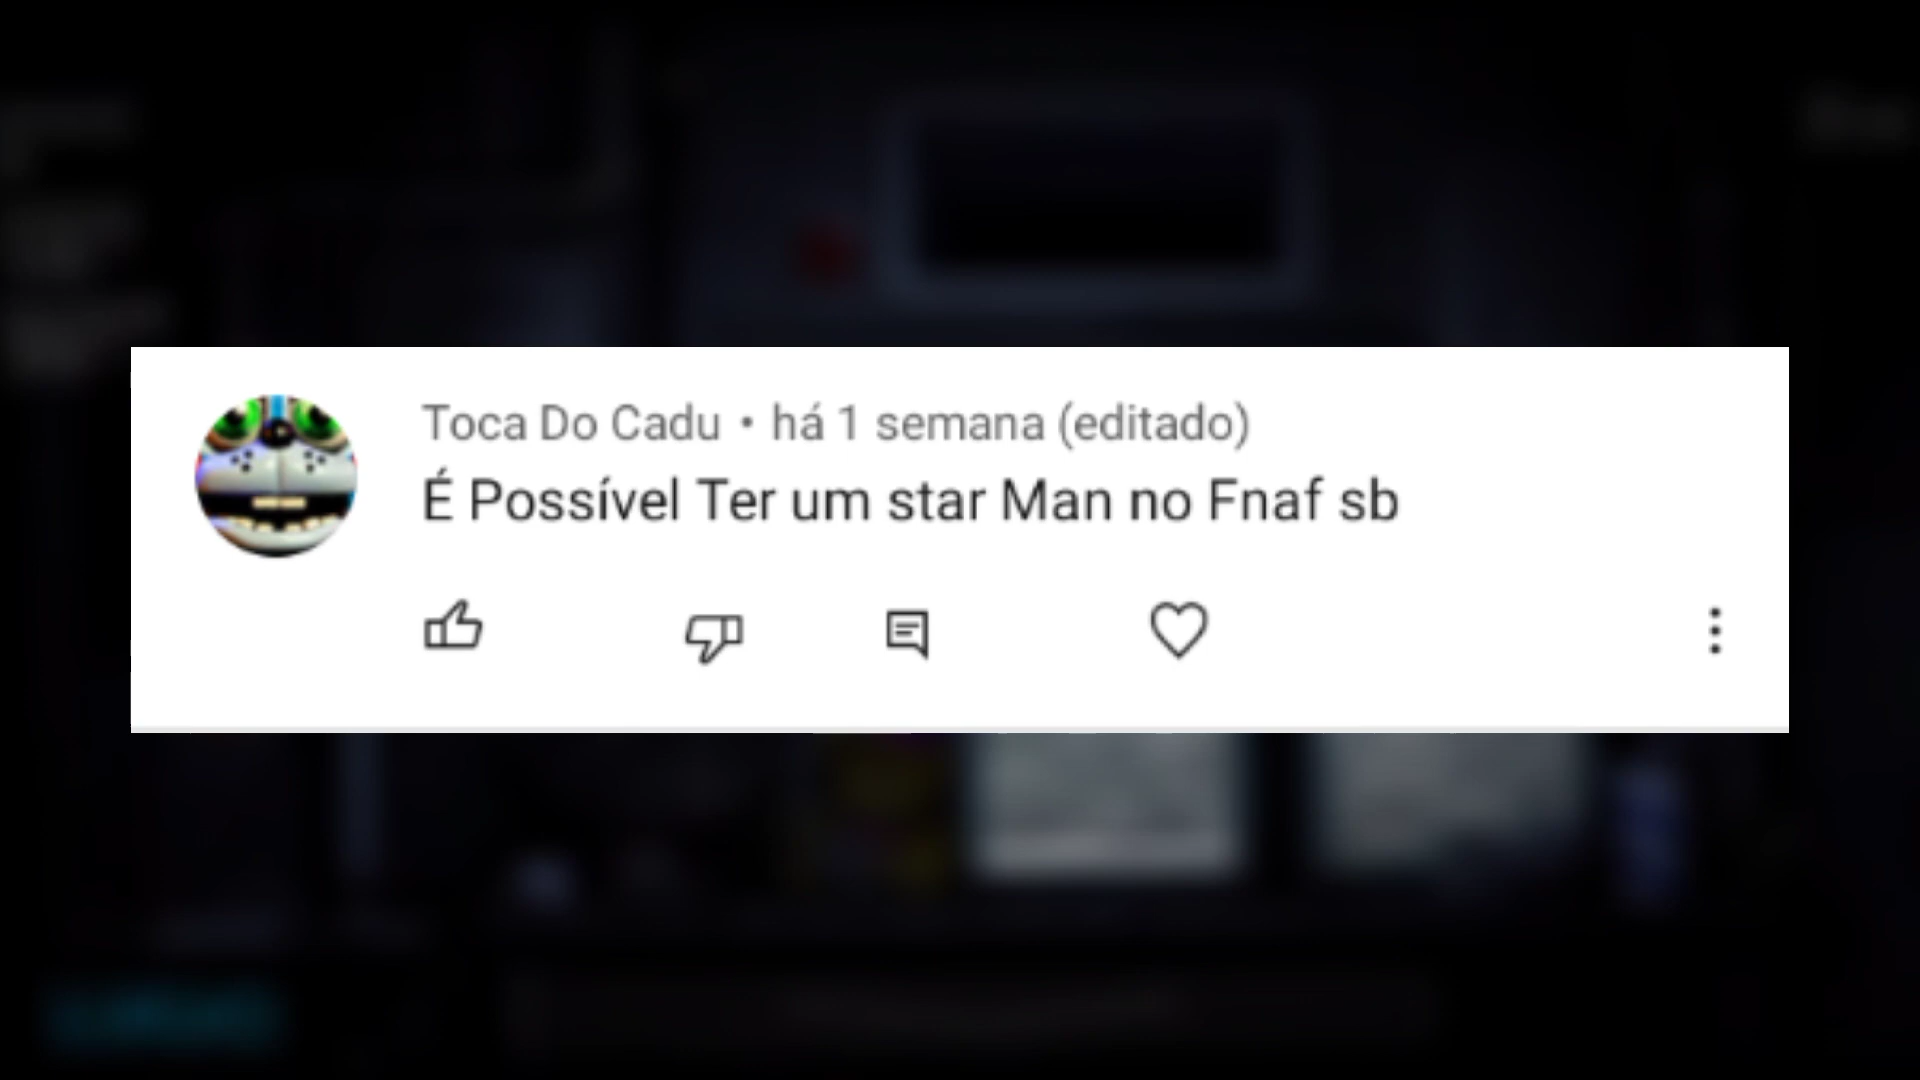 Toca Do Cadu • há 1 semana (editado)
É Possível Ter um star Man no Fnaf sb